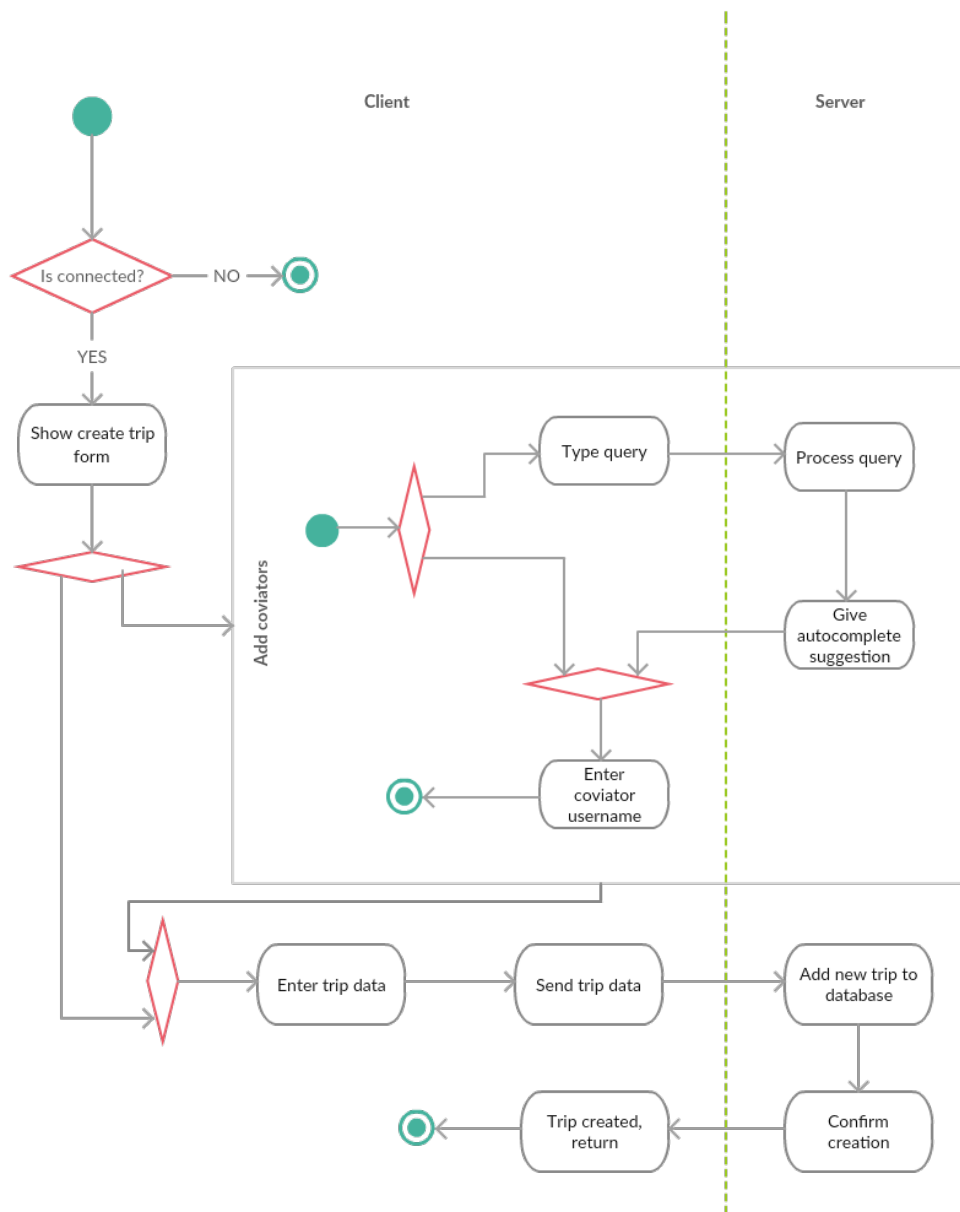 Client
Server
Is connected?
NO
YES
Show create trip
form
Type query
Process query
Add coviators
Give
autocomplete
suggestion
Enter
coviator
username
Enter trip data
Send trip data
Add new trip to
database
Trip created,
return
Confirm
creation